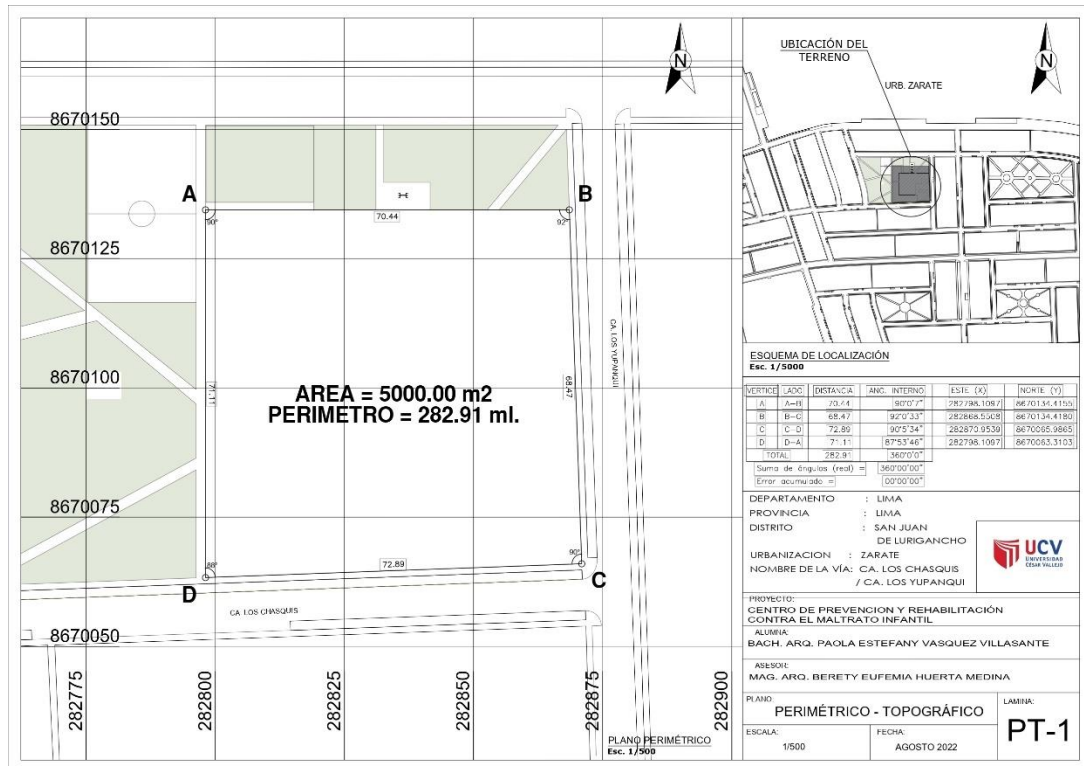 N
8670150
A
B
90°
70.44
92°
8670125
CA. LOS YUPANQUI
8670100
71.11
68.47
AREA = 5000.00 m2
PERIMETRO = 282.91 ml.
8670075
88°
72.89
90°
D
C
CA. LOS CHASQUIS
8670050
282775
282800
282825
282850
282875
282900
PLANO PERIMÉTRICO
Esc. 1/500
UBICACIÓN DEL
TERRENO
N
URB. ZARATE
ESQUEMA DE LOCALIZACIÓN
Esc. 1/5000
VERTICE LADO DISTANCIA ANG. INTERNO ESTE (X) NORTE (Y)
A A-B 70.44 90°0'7" 282798.1097 8670134.4155
B B-C 68.47 92°0'33" 282868.5508 8670134.4180
C C-D 72.89 90°5'34" 282870.9539 8670065.9865
D D-A 71.11 87°53'46" 282798.1097 8670063.3103
TOTAL 282.91 360°0'0"
Suma de ángulos (real) = 360°00'00"
Error acumulado = 00°00'00"
DEPARTAMENTO : LIMA
PROVINCIA : LIMA
DISTRITO : SAN JUAN
DE LURIGANCHO
URBANIZACION : ZARATE
NOMBRE DE LA VÍA: CA. LOS CHASQUIS
/ CA. LOS YUPANQUI
UCV
UNIVERSIDAD
CÉSAR VALLEJO
PROYECTO:
CENTRO DE PREVENCION Y REHABILITACIÓN
CONTRA EL MALTRATO INFANTIL
ALUMNA:
BACH. ARQ. PAOLA ESTEFANY VASQUEZ VILLASANTE
ASESOR:
MAG. ARQ. BERETY EUFEMIA HUERTA MEDINA
PLANO:
PERIMÉTRICO - TOPOGRÁFICO
LAMINA:
PT-1
ESCALA:
1/500
FECHA:
AGOSTO 2022